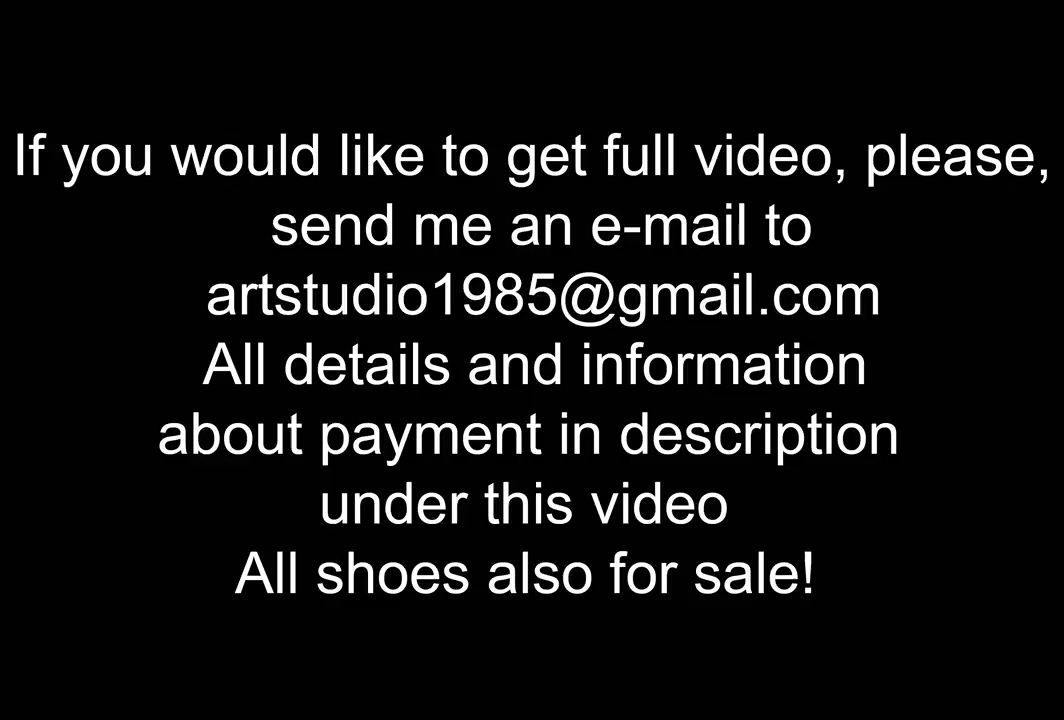 If you would like to get full video, please,
send me an e-mail to
artstudio1985@gmail.com
All details and information
about payment in description
under this video
All shoes also for sale!